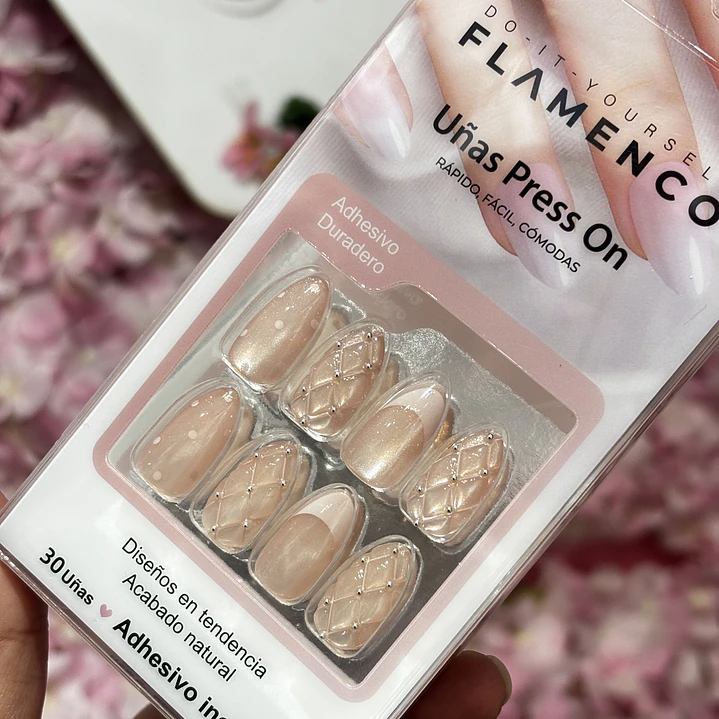 DO-IT-YOURSEL
FLAMENCO
Uñas Press On
RÁPIDO, FÁCIL, CÓMODAS
Adhesivo
Duradero
Diseños en tendencia
Acabado natural
30 Uñas
Adhesivo in